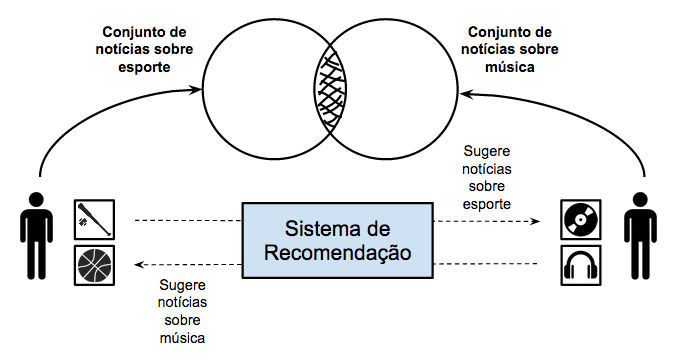 Conjunto de
notícias sobre
esporte
Conjunto de
notícias sobre
música
Sugere
notícias
sobre
esporte
Sistema de
Recomendação
Sugere
notícias
sobre
música